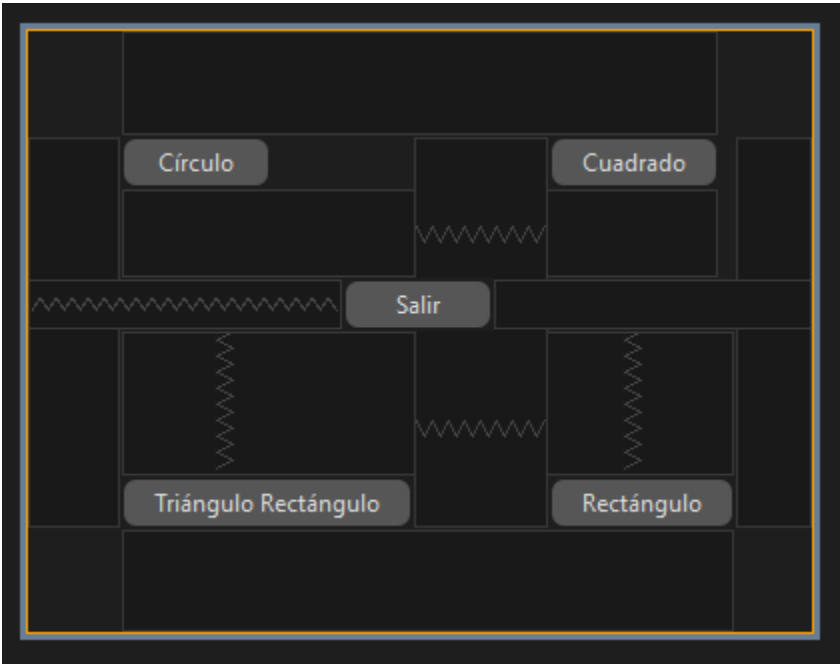 Círculo
Cuadrado
Salir
Triángulo Rectángulo
Rectángulo